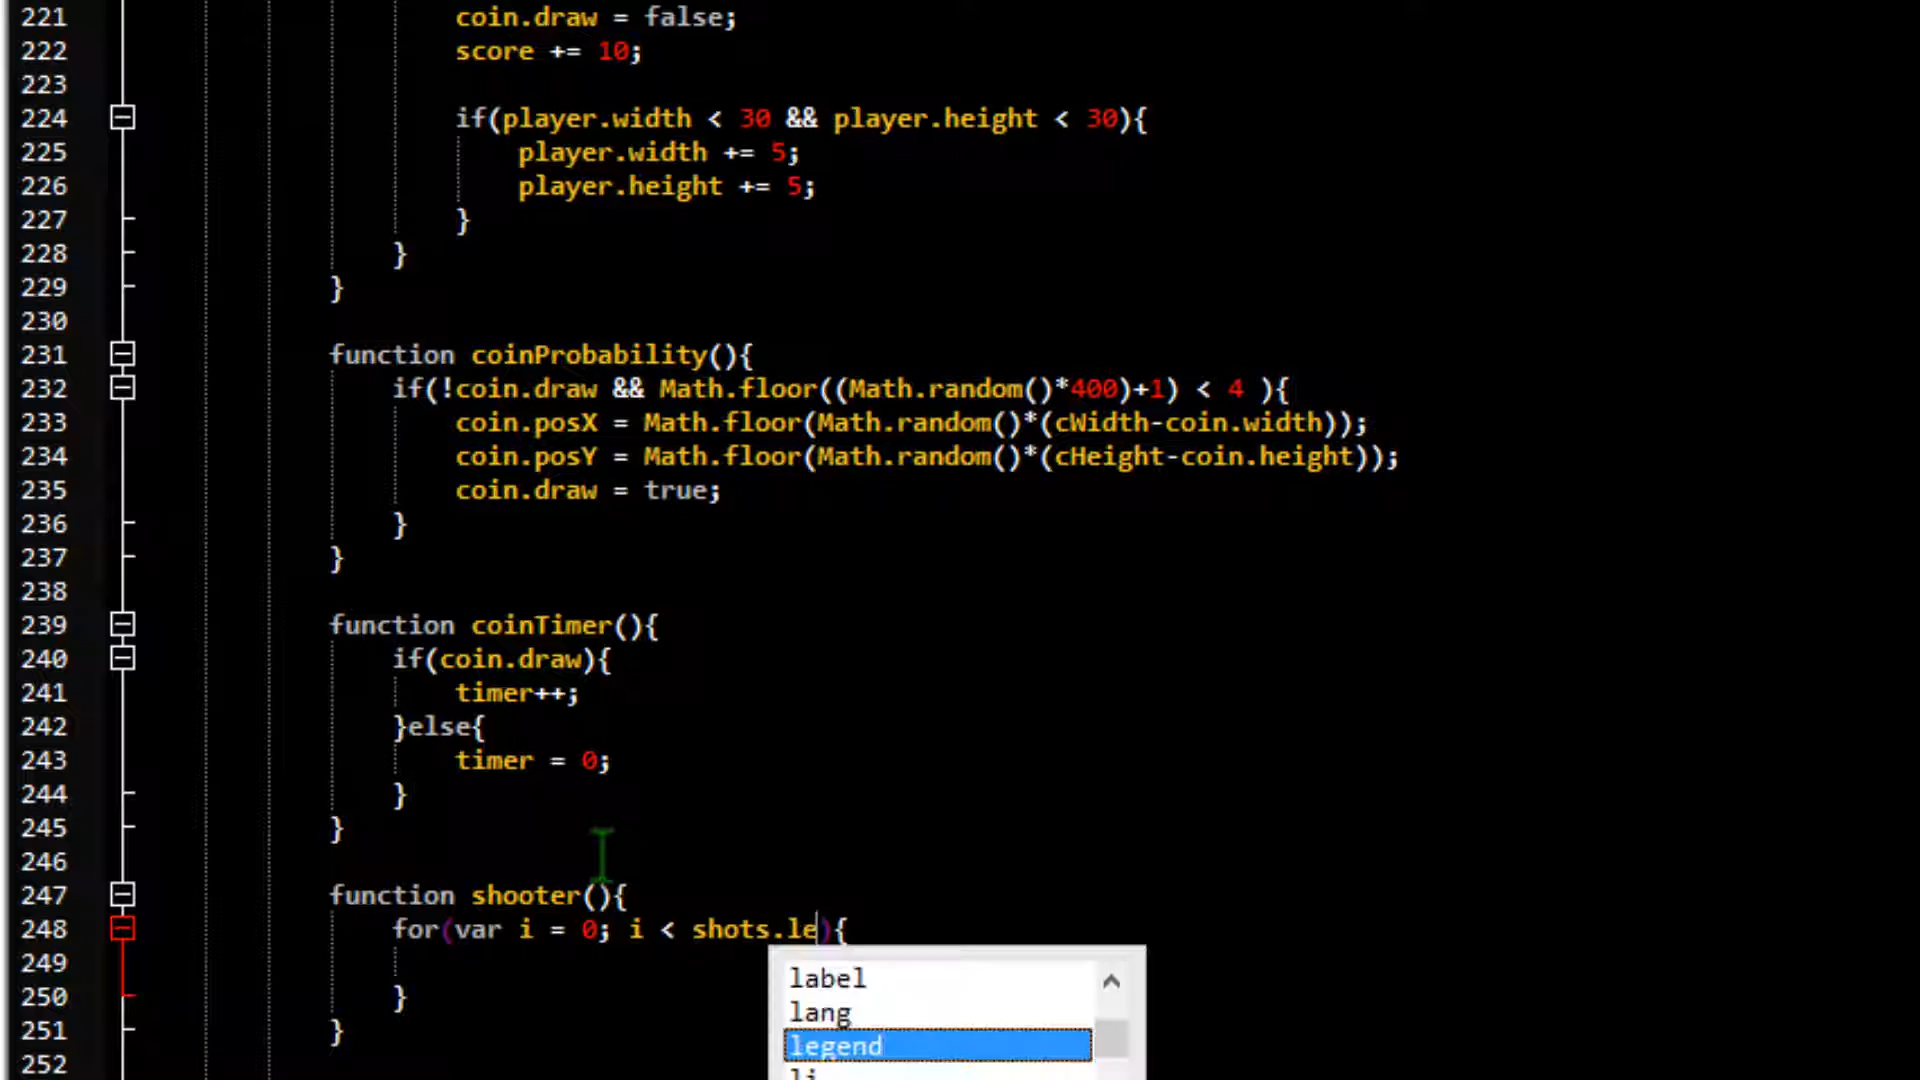 221 coin.draw = false;
222 score += 10;
223
224 if(player.width < 30 && player.height < 30){
225 player.width += 5;
226 player.height += 5;
227 }
228 }
229 }
230
231 function coinProbability(){
232 if(!coin.draw && Math.floor((Math.random()*400)+1) < 4 ){
233 coin.posX = Math.floor(Math.random()*(cWidth-coin.width));
234 coin.posY = Math.floor(Math.random()*(cHeight-coin.height));
235 coin.draw = true;
236 }
237 }
238
239 function coinTimer(){
240 if(coin.draw){
241 timer++;
242 }else{
243 timer = 0;
244 }
245 }
246
247 function shooter(){
248 for(var i = 0; i < shots.le){
249
250 }
251 }
252
label
lang
legend